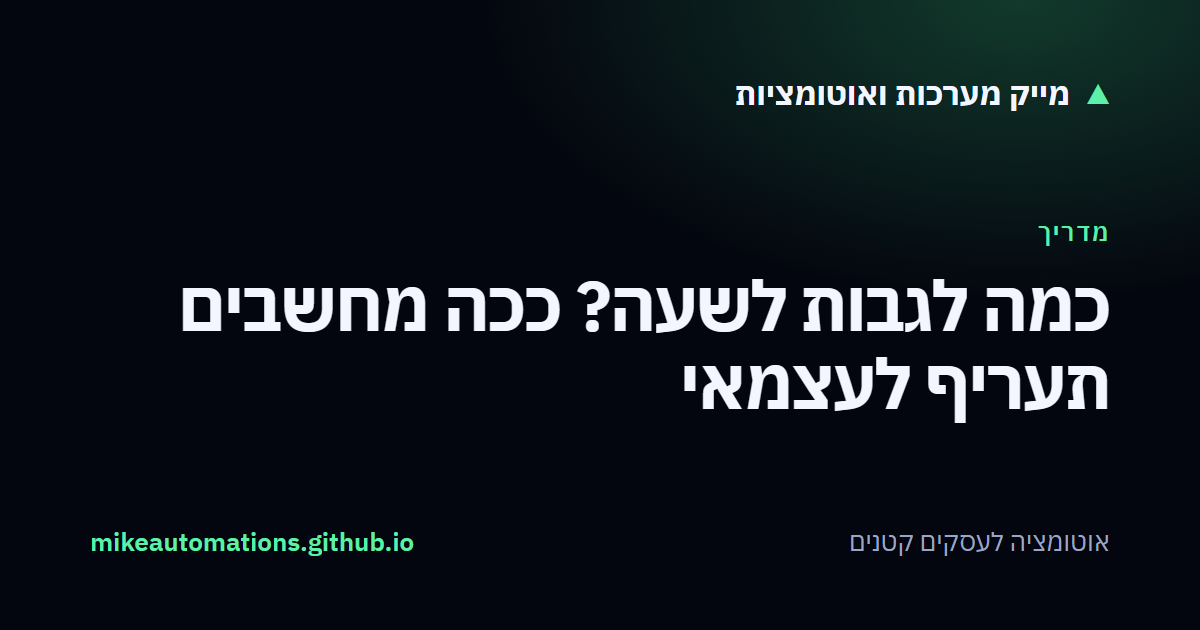 מייק מערכות ואוטומציות
מדריך
כמה לגבות לשעה? ככה מחשבים
תעריף לעצמאי
אוטומציה לעסקים קטנים
mikeautomations.github.io